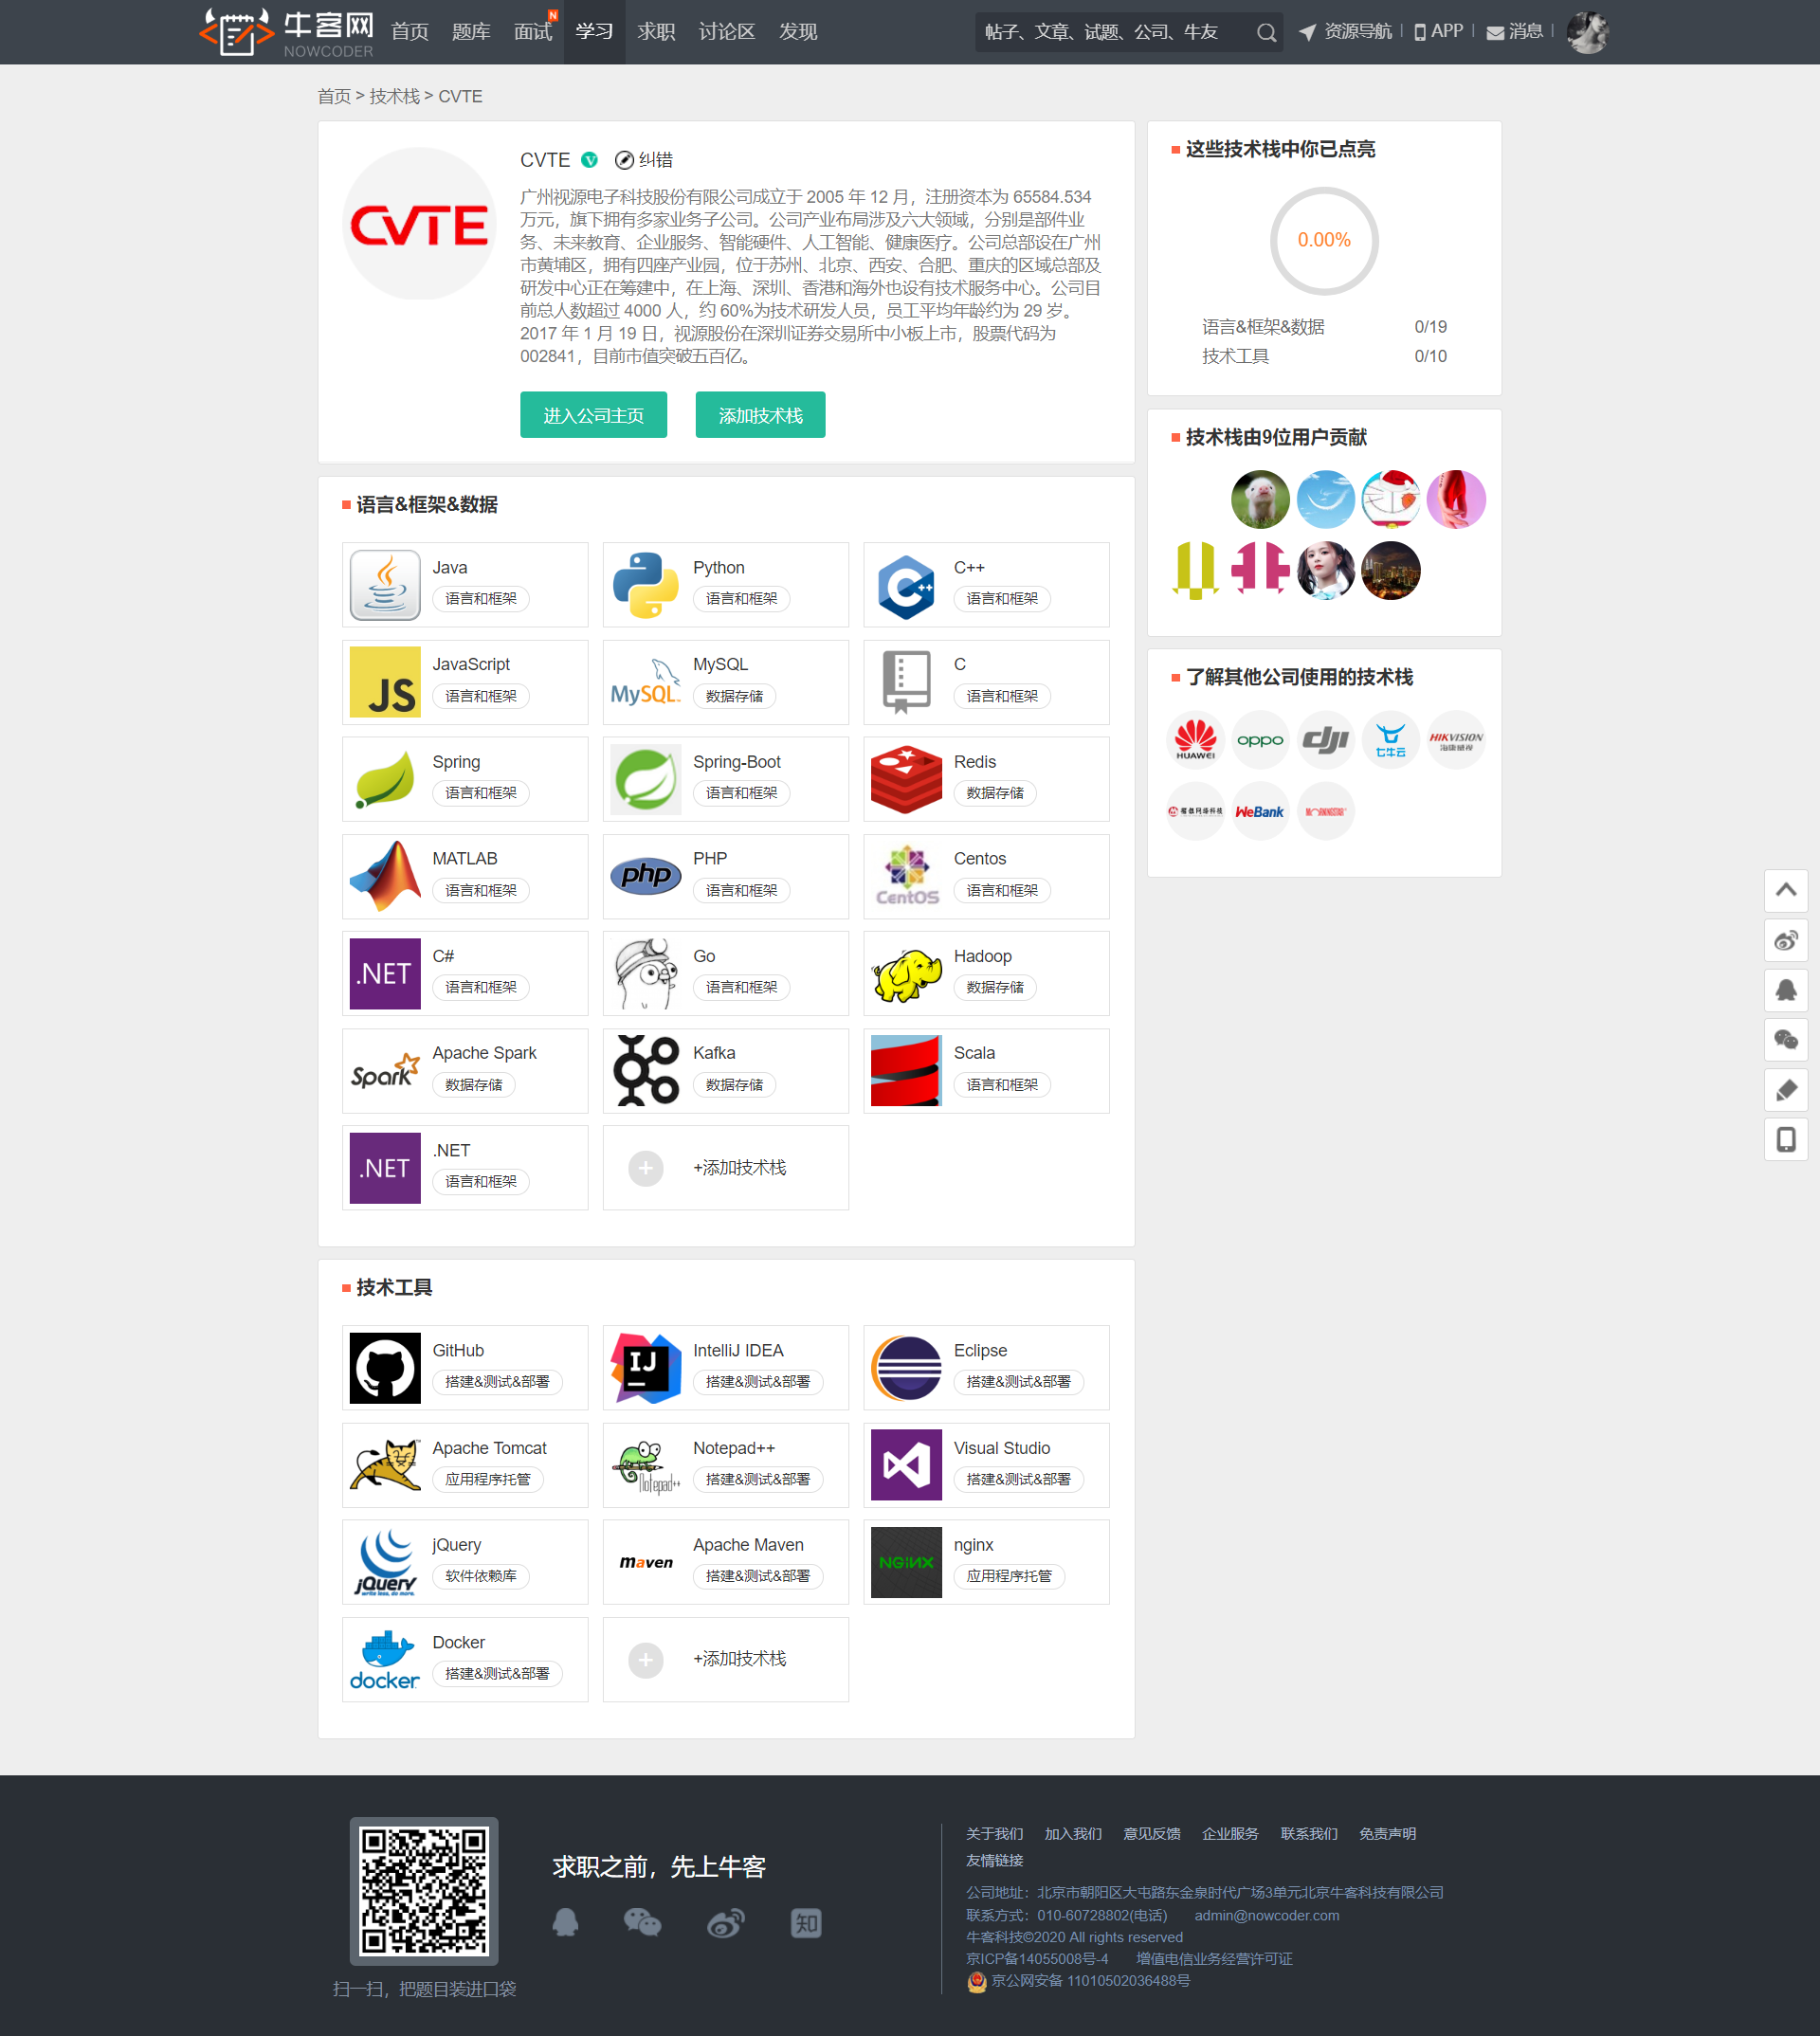 牛客网
NOWCODER
首页 题库 面试 N 学习 求职 讨论区 发现
帖子、文章、试题、公司、牛友
资源导航 APP 消息
首页 > 技术栈 > CVTE
CVTE
CVTE V 纠错
广州视源电子科技股份有限公司成立于 2005 年 12 月，注册资本为 65584.534
万元，旗下拥有多家业务子公司。公司产业布局涉及六大领域，分别是部件业
务、未来教育、企业服务、智能硬件、人工智能、健康医疗。公司总部设在广州
市黄埔区，拥有四座产业园，位于苏州、北京、西安、合肥、重庆的区域总部及
研发中心正在筹建中，在上海、深圳、香港和海外也设有技术服务中心。公司目
前总人数超过 4000 人，约 60%为技术研发人员，员工平均年龄约为 29 岁。
2017 年 1 月 19 日，视源股份在深圳证券交易所中小板上市，股票代码为
002841，目前市值突破五百亿。
进入公司主页 添加技术栈
语言&框架&数据
Java
语言和框架
Python
语言和框架
C++
C++
语言和框架
JS
JavaScript
语言和框架
MySQL
MySQL
数据存储
C
语言和框架
Spring
语言和框架
Spring-Boot
语言和框架
Redis
数据存储
MATLAB
语言和框架
php
PHP
语言和框架
CentOS
Centos
语言和框架
.NET
C#
语言和框架
Go
语言和框架
Hadoop
数据存储
Spark
Apache Spark
数据存储
Kafka
数据存储
Scala
语言和框架
.NET
.NET
语言和框架
+添加技术栈
技术工具
GitHub
搭建&测试&部署
IJ
IntelliJ IDEA
搭建&测试&部署
Eclipse
搭建&测试&部署
Apache Tomcat
应用程序托管
Notepad++
Notepad++
搭建&测试&部署
Visual Studio
搭建&测试&部署
jQuery
write less, do more.
jQuery
软件依赖库
maven
Apache Maven
搭建&测试&部署
NGINX
nginx
应用程序托管
docker
Docker
搭建&测试&部署
+添加技术栈
这些技术栈中你已点亮
0.00%
语言&框架&数据 0/19
技术工具 0/10
技术栈由9位用户贡献
了解其他公司使用的技术栈
HUAWEI
oppo
dji
七牛云
HIKVISION
海康威视
WeBank
求职之前，先上牛客
知
扫一扫，把题目装进口袋
关于我们 加入我们 意见反馈 企业服务 联系我们 免责声明
友情链接
公司地址：北京市朝阳区大屯路东金泉时代广场3单元北京牛客科技有限公司
联系方式：010-60728802(电话) admin@nowcoder.com
牛客科技©2020 All rights reserved
京ICP备14055008号-4 增值电信业务经营许可证
京公网安备 11010502036488号